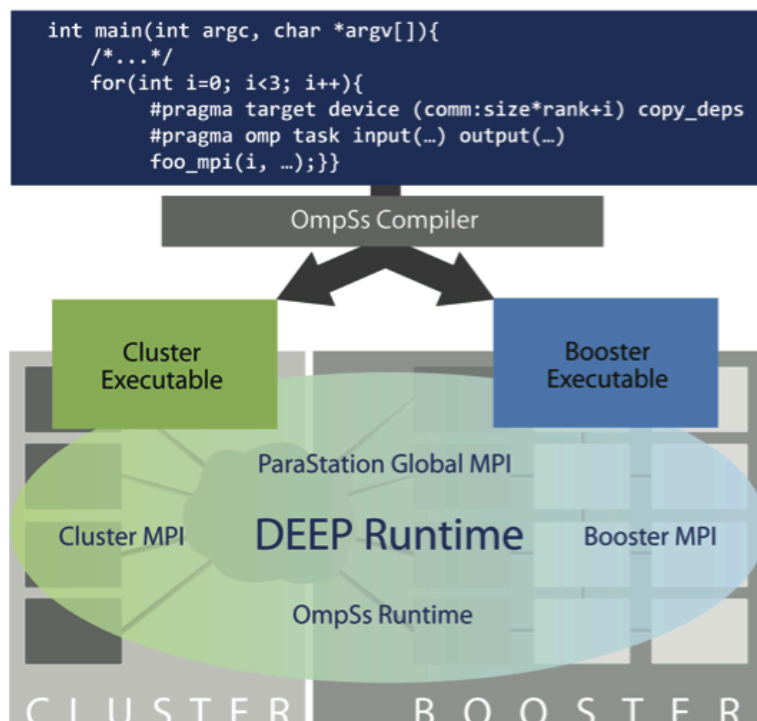 int main(int argc, char *argv[]){
/*...*/
for(int i=0; i<3; i++){
#pragma target device (comm:size*rank+i) copy_deps
#pragma omp task input(…) output(…)
foo_mpi(i, …);}}
OmpSs Compiler
Cluster
Executable
Booster
Executable
ParaStation Global MPI
Cluster MPI
DEEP Runtime
Booster MPI
OmpSs Runtime
CLUSTER
BOOSTER